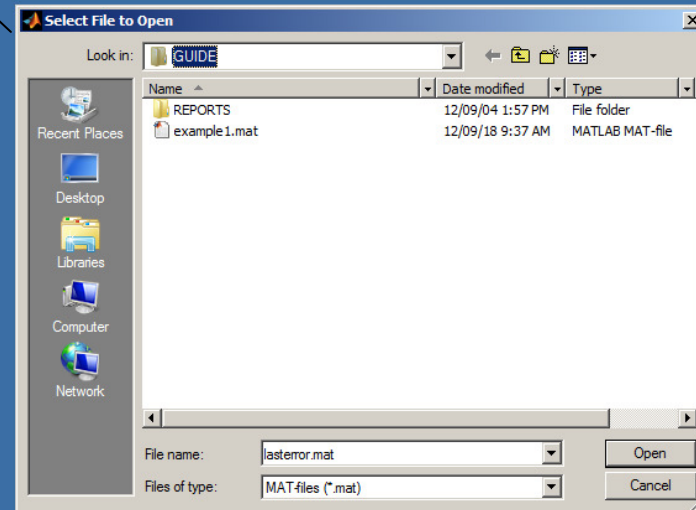 Select File to Open
Look in: GUIDE
Name Date modified Type
REPORTS 12/09/04 1:57 PM File folder
example1.mat 12/09/18 9:37 AM MATLAB MAT-file
Recent Places
Desktop
Libraries
Computer
Network
File name: lasterror.mat Open
Files of type: MAT-files (*.mat) Cancel